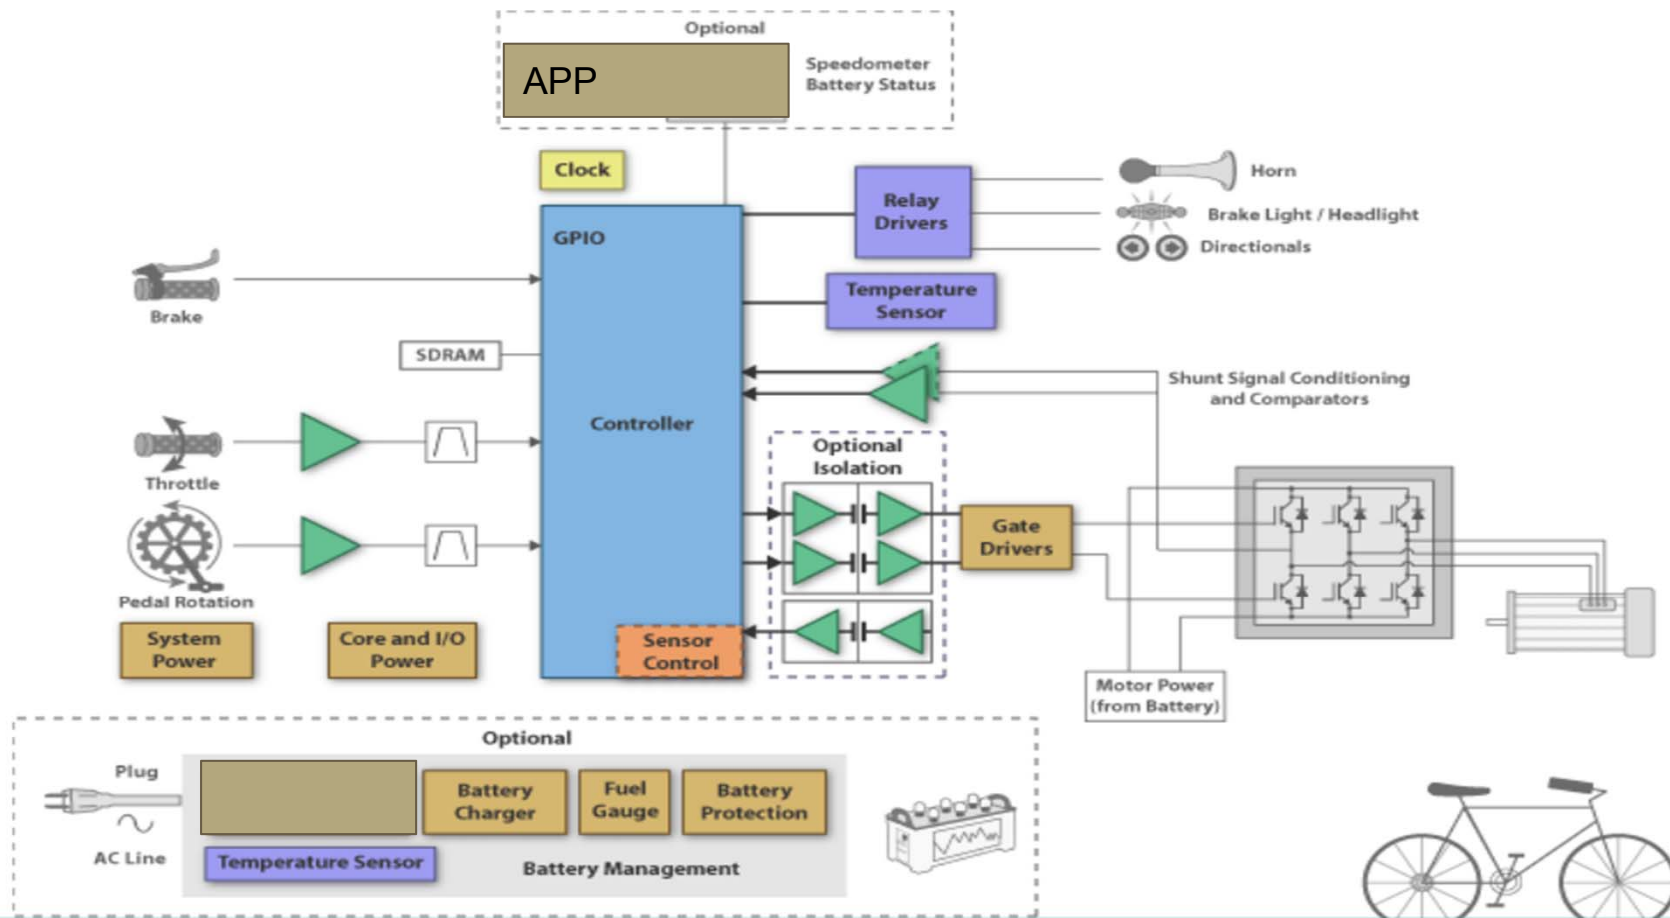 Optional
APP
Speedometer
Battery Status
Clock
GPIO
Relay
Drivers
Horn
Brake Light / Headlight
Directionals
Brake
Temperature
Sensor
SDRAM
Shunt Signal Conditioning
and Comparators
Controller
Throttle
Optional
Isolation
Gate
Drivers
Pedal Rotation
System
Power
Core and I/O
Power
Sensor
Control
Motor Power
(from Battery)
Optional
Plug
AC Line
Battery
Charger
Fuel
Gauge
Battery
Protection
Temperature Sensor
Battery Management